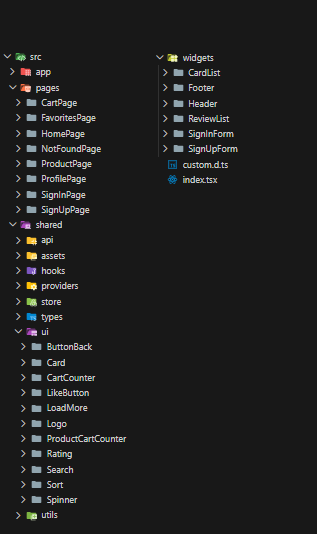 src
app
pages
CartPage
FavoritesPage
HomePage
NotFoundPage
ProductPage
ProfilePage
SignInPage
SignUpPage
shared
api
assets
hooks
providers
store
types
ui
ButtonBack
Card
CartCounter
LikeButton
LoadMore
Logo
ProductCartCounter
Rating
Search
Sort
Spinner
utils
widgets
CardList
Footer
Header
ReviewList
SignInForm
SignUpForm
TS custom.d.ts
index.tsx